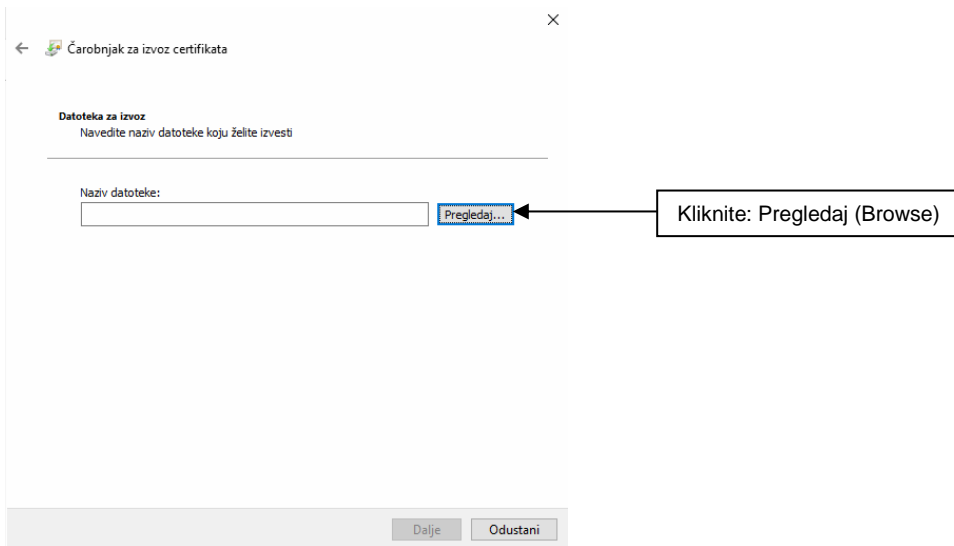 Čarobnjak za izvoz certifikata
Datoteka za izvoz
Navedite naziv datoteke koju želite izvesti
Naziv datoteke:
Pregledaj...
Kliknite: Pregledaj (Browse)
Dalje
Odustani